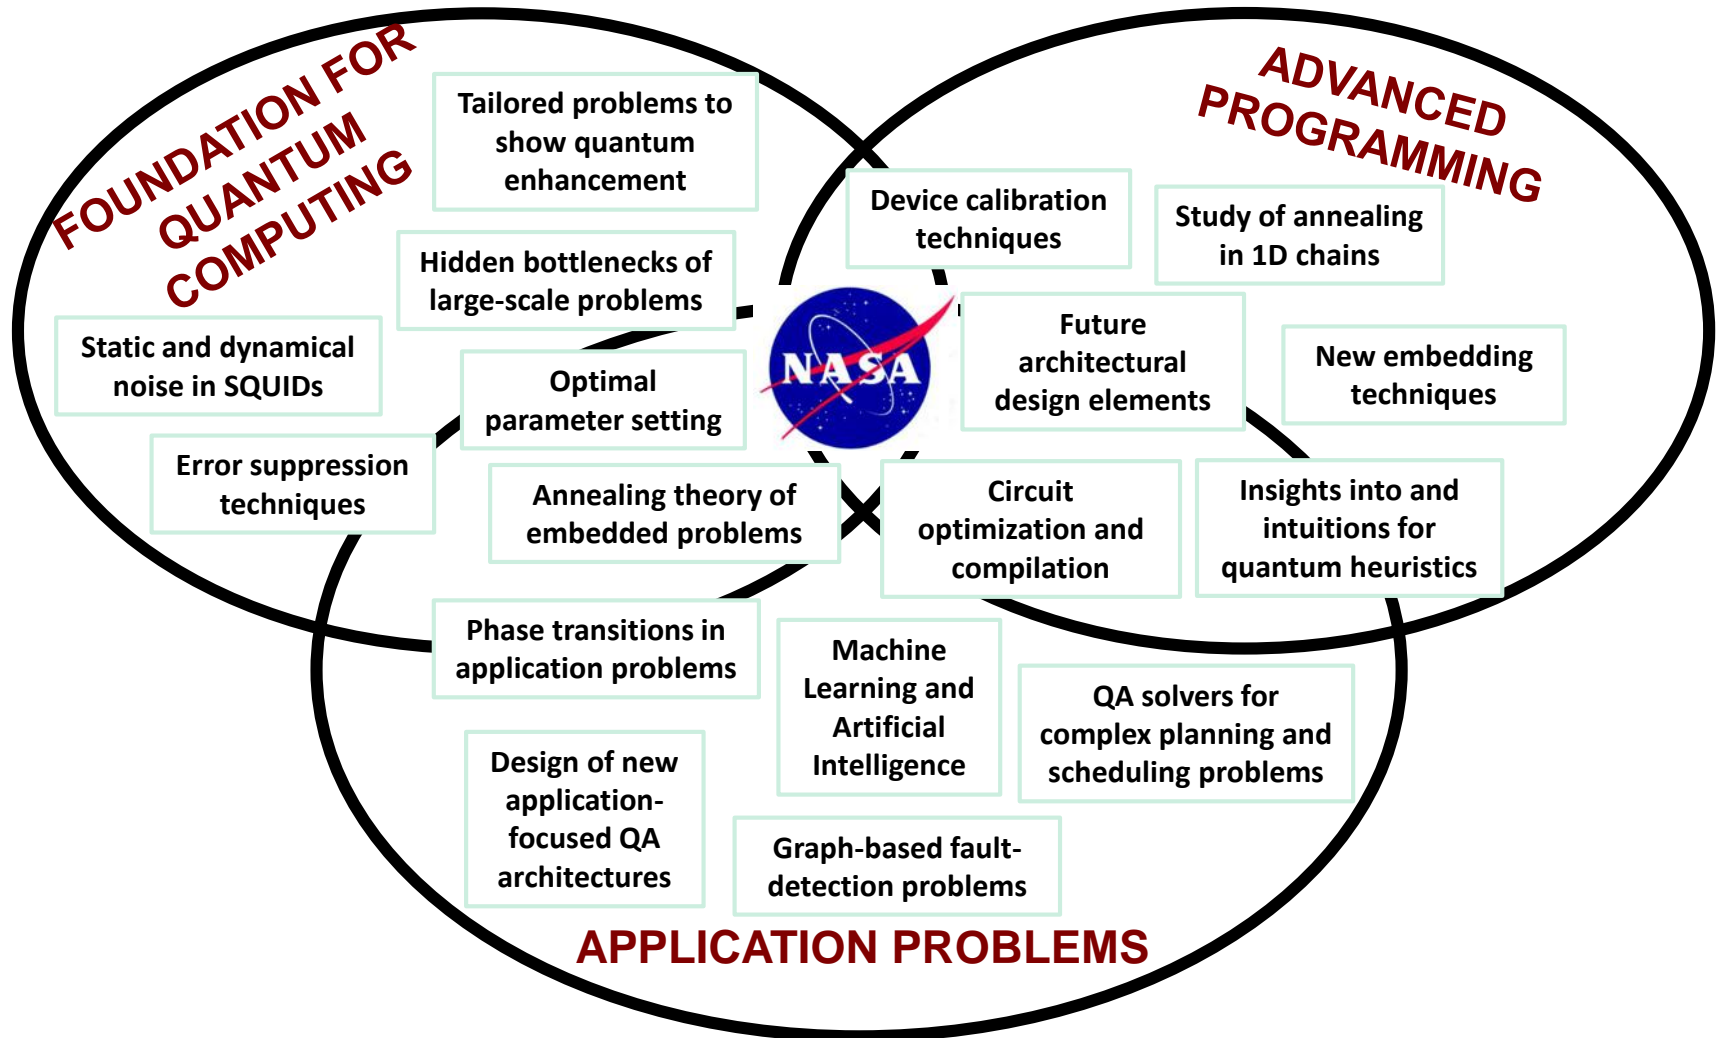 FOUNDATION FOR
QUANTUM
COMPUTING
ADVANCED
PROGRAMMING
Tailored problems to
show quantum
enhancement
Device calibration
techniques
Study of annealing
in 1D chains
Hidden bottlenecks of
large-scale problems
Static and dynamical
noise in SQUIDs
Optimal
parameter setting
NASA
Future
architectural
design elements
New embedding
techniques
Error suppression
techniques
Annealing theory of
embedded problems
Circuit
optimization and
compilation
Insights into and
intuitions for
quantum heuristics
Phase transitions in
application problems
Machine
Learning and
Artificial
Intelligence
QA solvers for
complex planning and
scheduling problems
Design of new
application-
focused QA
architectures
Graph-based fault-
detection problems
APPLICATION PROBLEMS